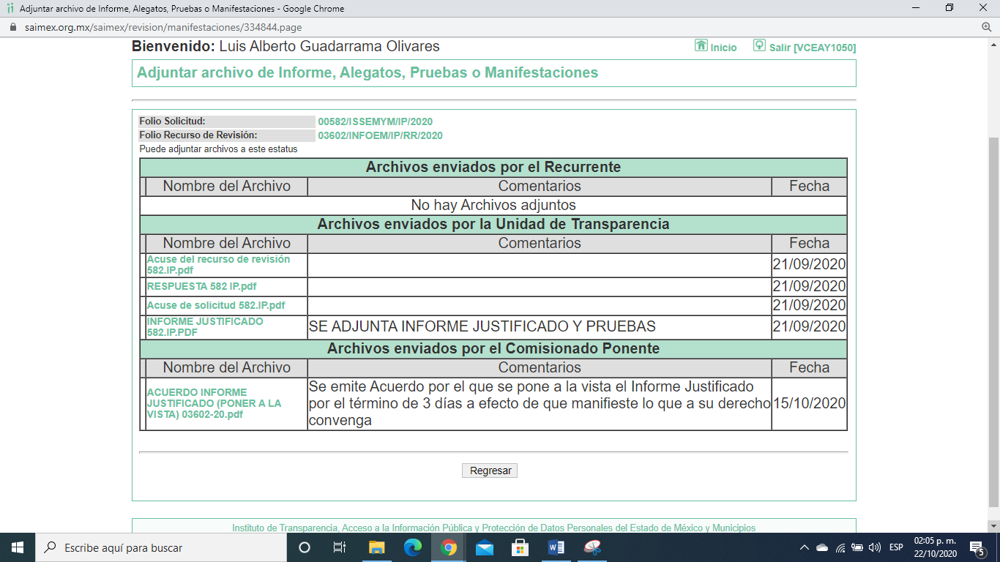 Adjuntar archivo de Informe, Alegatos, Pruebas o Manifestaciones - Google Chrome
saimex.org.mx/saimex/revision/manifestaciones/334844.page
Bienvenido: Luis Alberto Guadarrama Olivares
Inicio
Salir [VCEAY1050]
Adjuntar archivo de Informe, Alegatos, Pruebas o Manifestaciones
Folio Solicitud: 00582/ISSEMYM/IP/2020
Folio Recurso de Revisión: 03602/INFOEM/IP/RR/2020
Puede adjuntar archivos a este estatus
Archivos enviados por el Recurrente
Nombre del Archivo Comentarios Fecha
No hay Archivos adjuntos
Archivos enviados por la Unidad de Transparencia
Nombre del Archivo Comentarios Fecha
Acuse del recurso de revisión
582.IP.pdf
21/09/2020
RESPUESTA 582 IP.pdf 21/09/2020
Acuse de solicitud 582.IP.pdf 21/09/2020
INFORME JUSTIFICADO
582.IP.PDF
SE ADJUNTA INFORME JUSTIFICADO Y PRUEBAS 21/09/2020
Archivos enviados por el Comisionado Ponente
Nombre del Archivo Comentarios Fecha
ACUERDO INFORME
JUSTIFICADO (PONER A LA
VISTA) 03602-20.pdf
Se emite Acuerdo por el que se pone a la vista el Informe Justificado
por el término de 3 días a efecto de que manifieste lo que a su derecho
convenga
15/10/2020
Regresar
Instituto de Transparencia, Acceso a la Información Pública y Protección de Datos Personales del Estado de México y Municipios
Escribe aquí para buscar
ESP
02:05 p. m.
22/10/2020
5